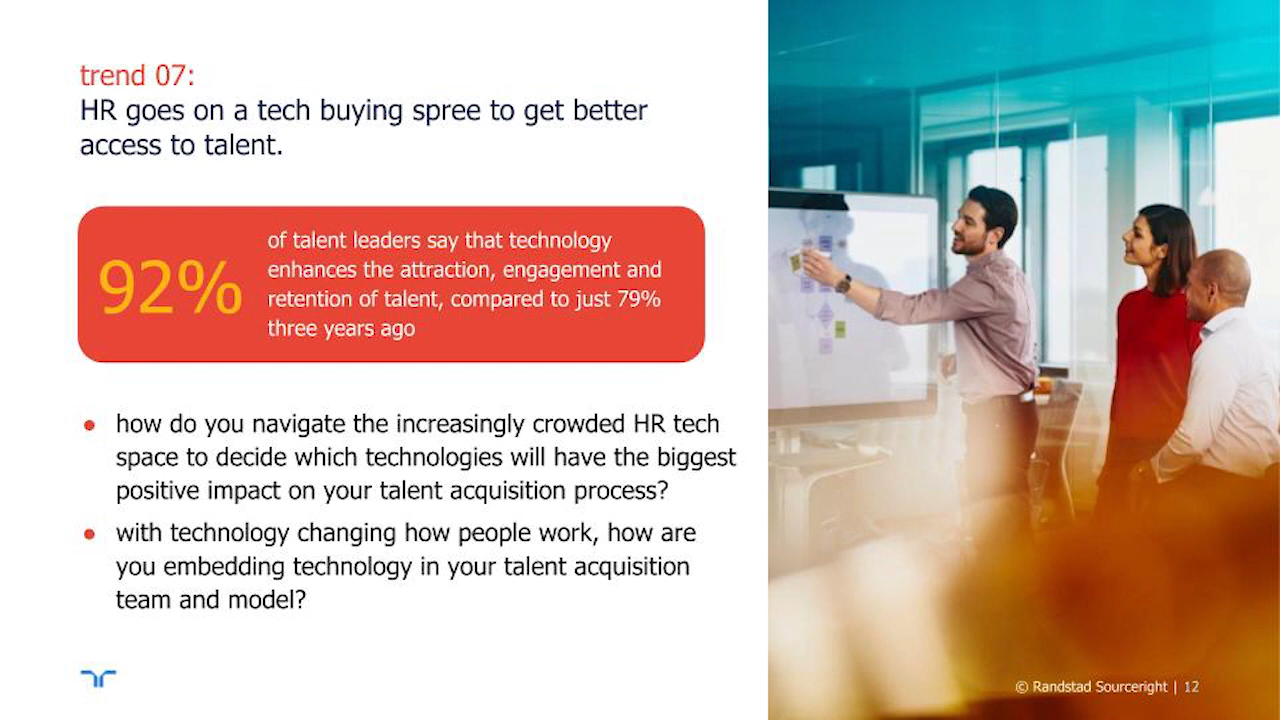 trend 07:
HR goes on a tech buying spree to get better
access to talent.
92%
of talent leaders say that technology
enhances the attraction, engagement and
retention of talent, compared to just 79%
three years ago
● how do you navigate the increasingly crowded HR tech
space to decide which technologies will have the biggest
positive impact on your talent acquisition process?
● with technology changing how people work, how are
you embedding technology in your talent acquisition
team and model?
© Randstad Sourceright | 12